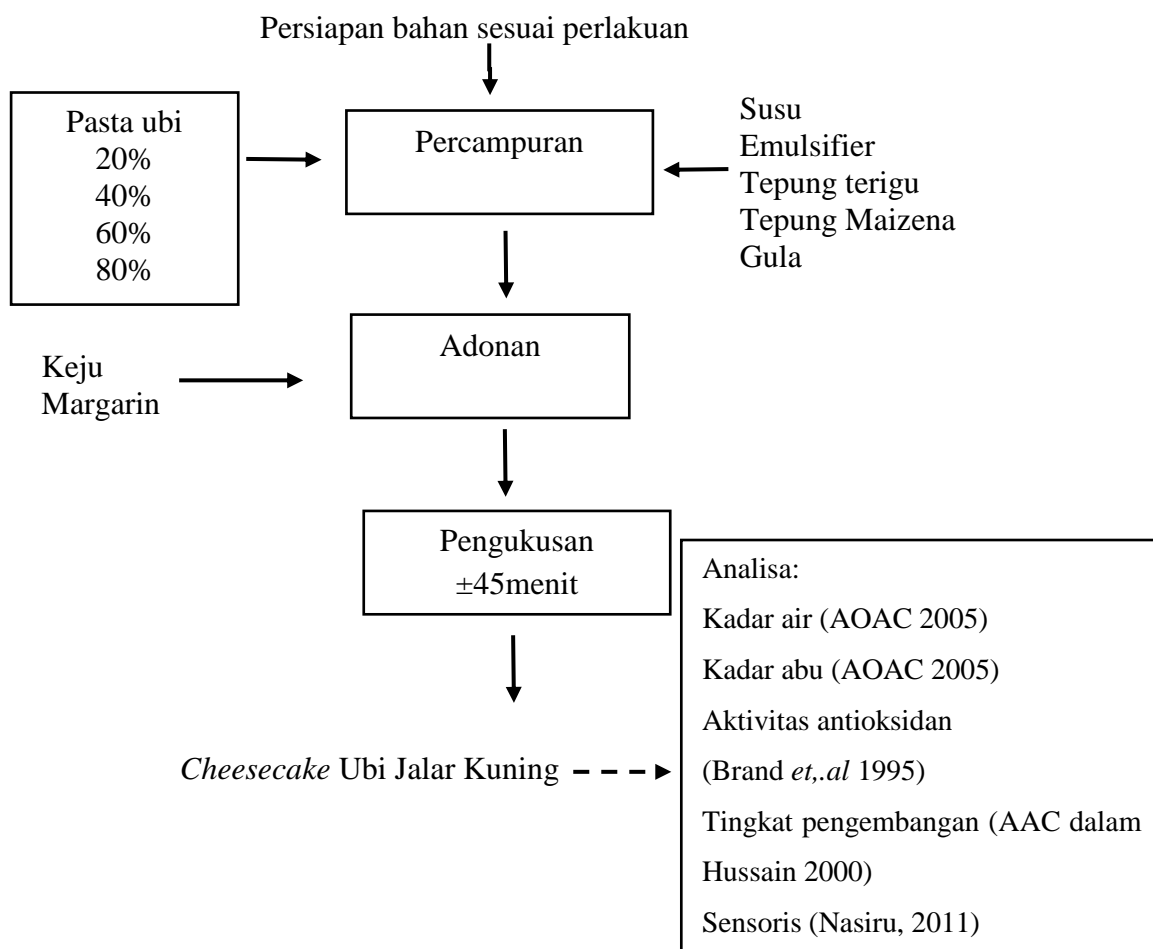 Persiapan bahan sesuai perlakuan
Pasta ubi
20%
40%
60%
80%
Percampuran
Susu
Emulsifier
Tepung terigu
Tepung Maizena
Gula
Keju
Margarin
Adonan
Pengukusan
±45menit
Cheesecake Ubi Jalar Kuning
Analisa:
Kadar air (AOAC 2005)
Kadar abu (AOAC 2005)
Aktivitas antioksidan
(Brand et,.al 1995)
Tingkat pengembangan (AAC dalam
Hussain 2000)
Sensoris (Nasiru, 2011)